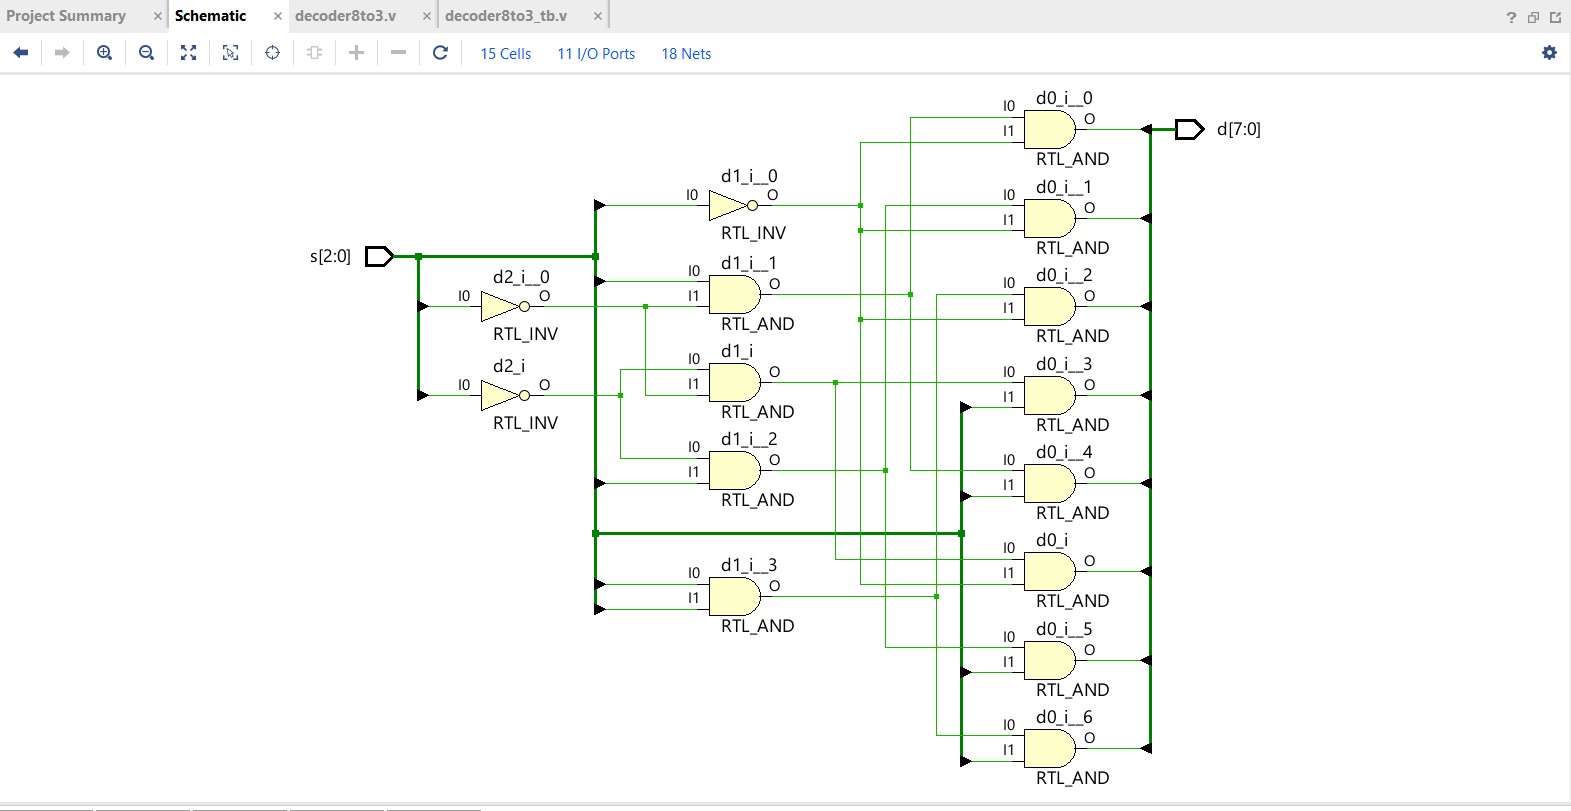 Project Summary × Schematic × decoder8to3.v × decoder8to3_tb.v × ?
15 Cells 11 I/O Ports 18 Nets
s[2:0]
d2_i__0
I0 O
RTL_INV
d2_i
I0 O
RTL_INV
d1_i__0
I0 O
RTL_INV
d1_i__1
I0 O
I1
RTL_AND
d1_i
I0 O
I1
RTL_AND
d1_i__2
I0 O
I1
RTL_AND
d1_i__3
I0 O
I1
RTL_AND
d0_i__0
I0 O
I1
RTL_AND
d0_i__1
I0 O
I1
RTL_AND
d0_i__2
I0 O
I1
RTL_AND
d0_i__3
I0 O
I1
RTL_AND
d0_i__4
I0 O
I1
RTL_AND
d0_i
I0 O
I1
RTL_AND
d0_i__5
I0 O
I1
RTL_AND
d0_i__6
I0 O
I1
RTL_AND
d[7:0]